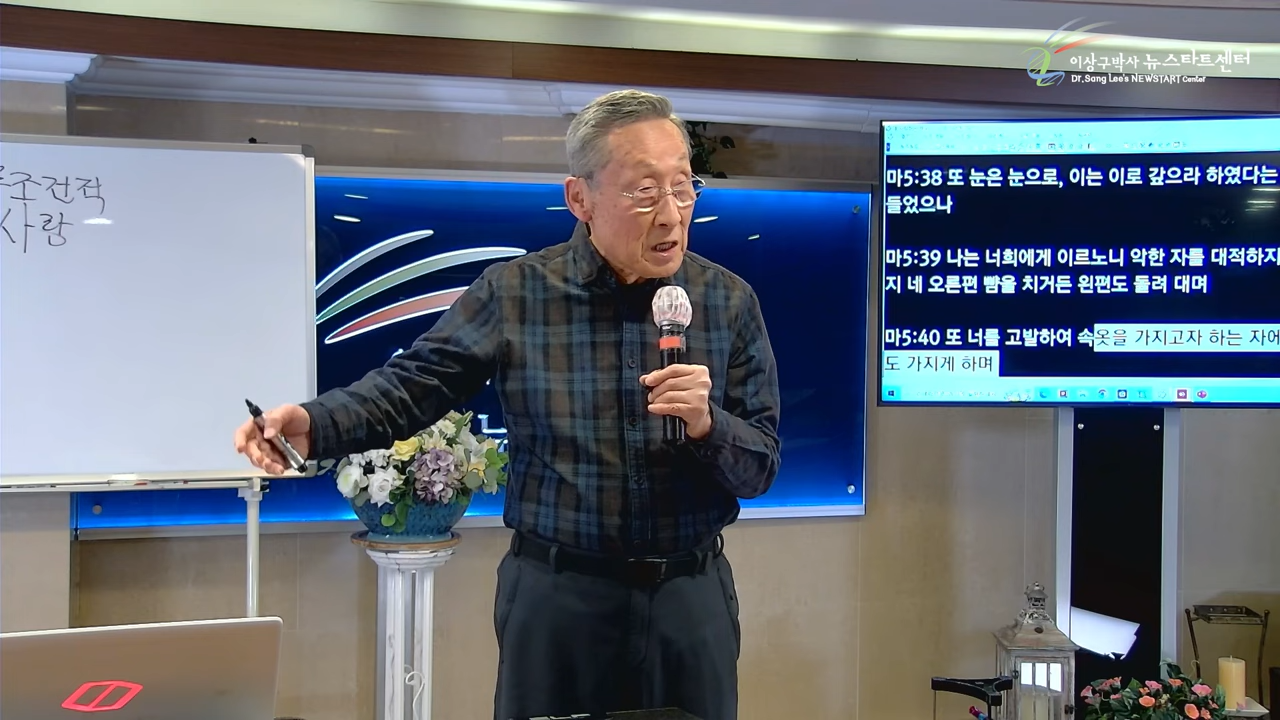 이상구박사 뉴스타트센터
Dr. Sang Lee's NEWSTART Center
조건적
사람
마5:38 또 눈은 눈으로, 이는 이로 갚으라 하였다는
들었으나
마5:39 나는 너희에게 이르노니 악한 자를 대적하지
지 네 오른편 뺨을 치거든 왼편도 돌려 대며
마5:40 또 너를 고발하여 속옷을 가지고자 하는 자에
도 가지게 하며